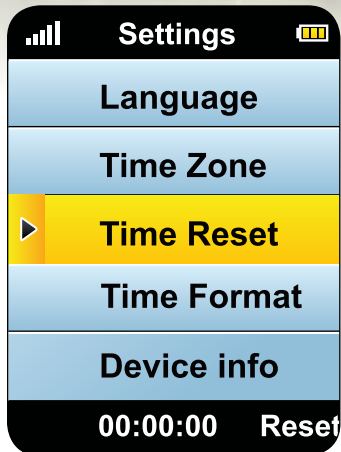 Settings
Language
Time Zone
Time Reset
Time Format
Device info
00:00:00 Reset